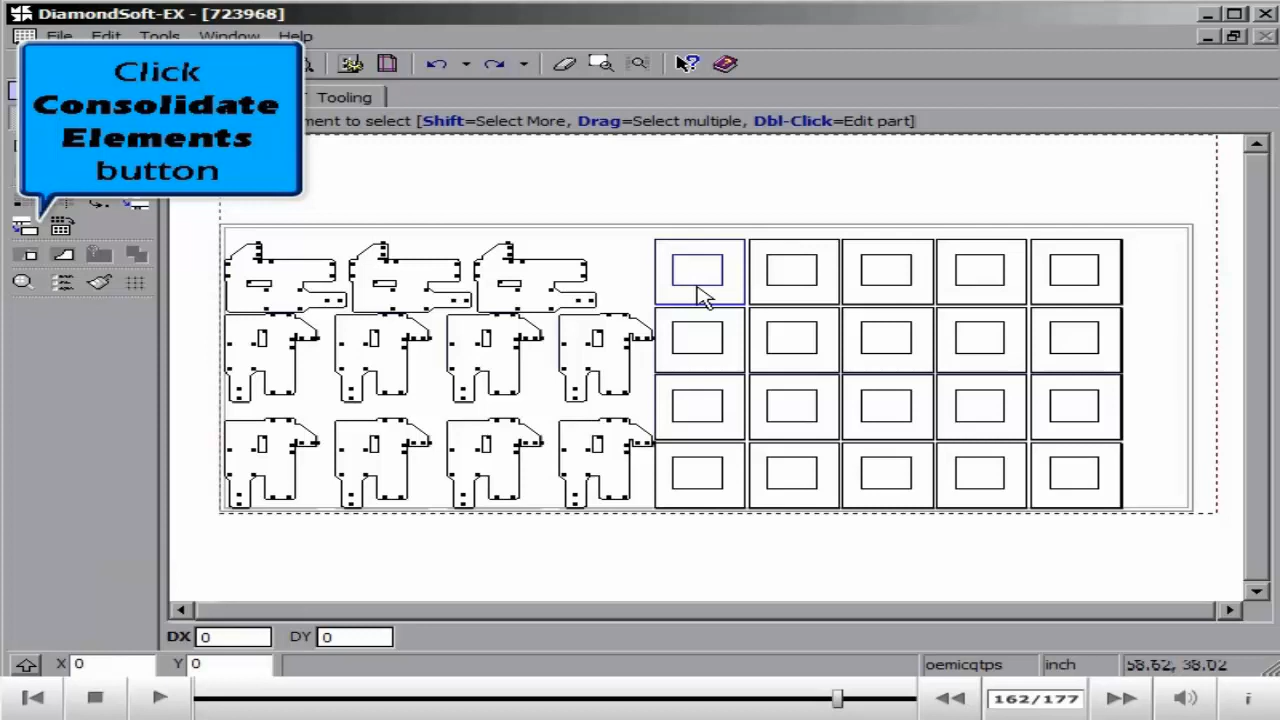 DiamondSoft-EX - [723968]
File Edit Tools Window Help
Click
Consolidate
Elements
button
Tooling
ment to select [Shift=Select More, Drag=Select multiple, Dbl-Click=Edit part]
DX 0 DY 0
X 0 Y 0 oemicqtps inch 58.62, 38.02
162/177